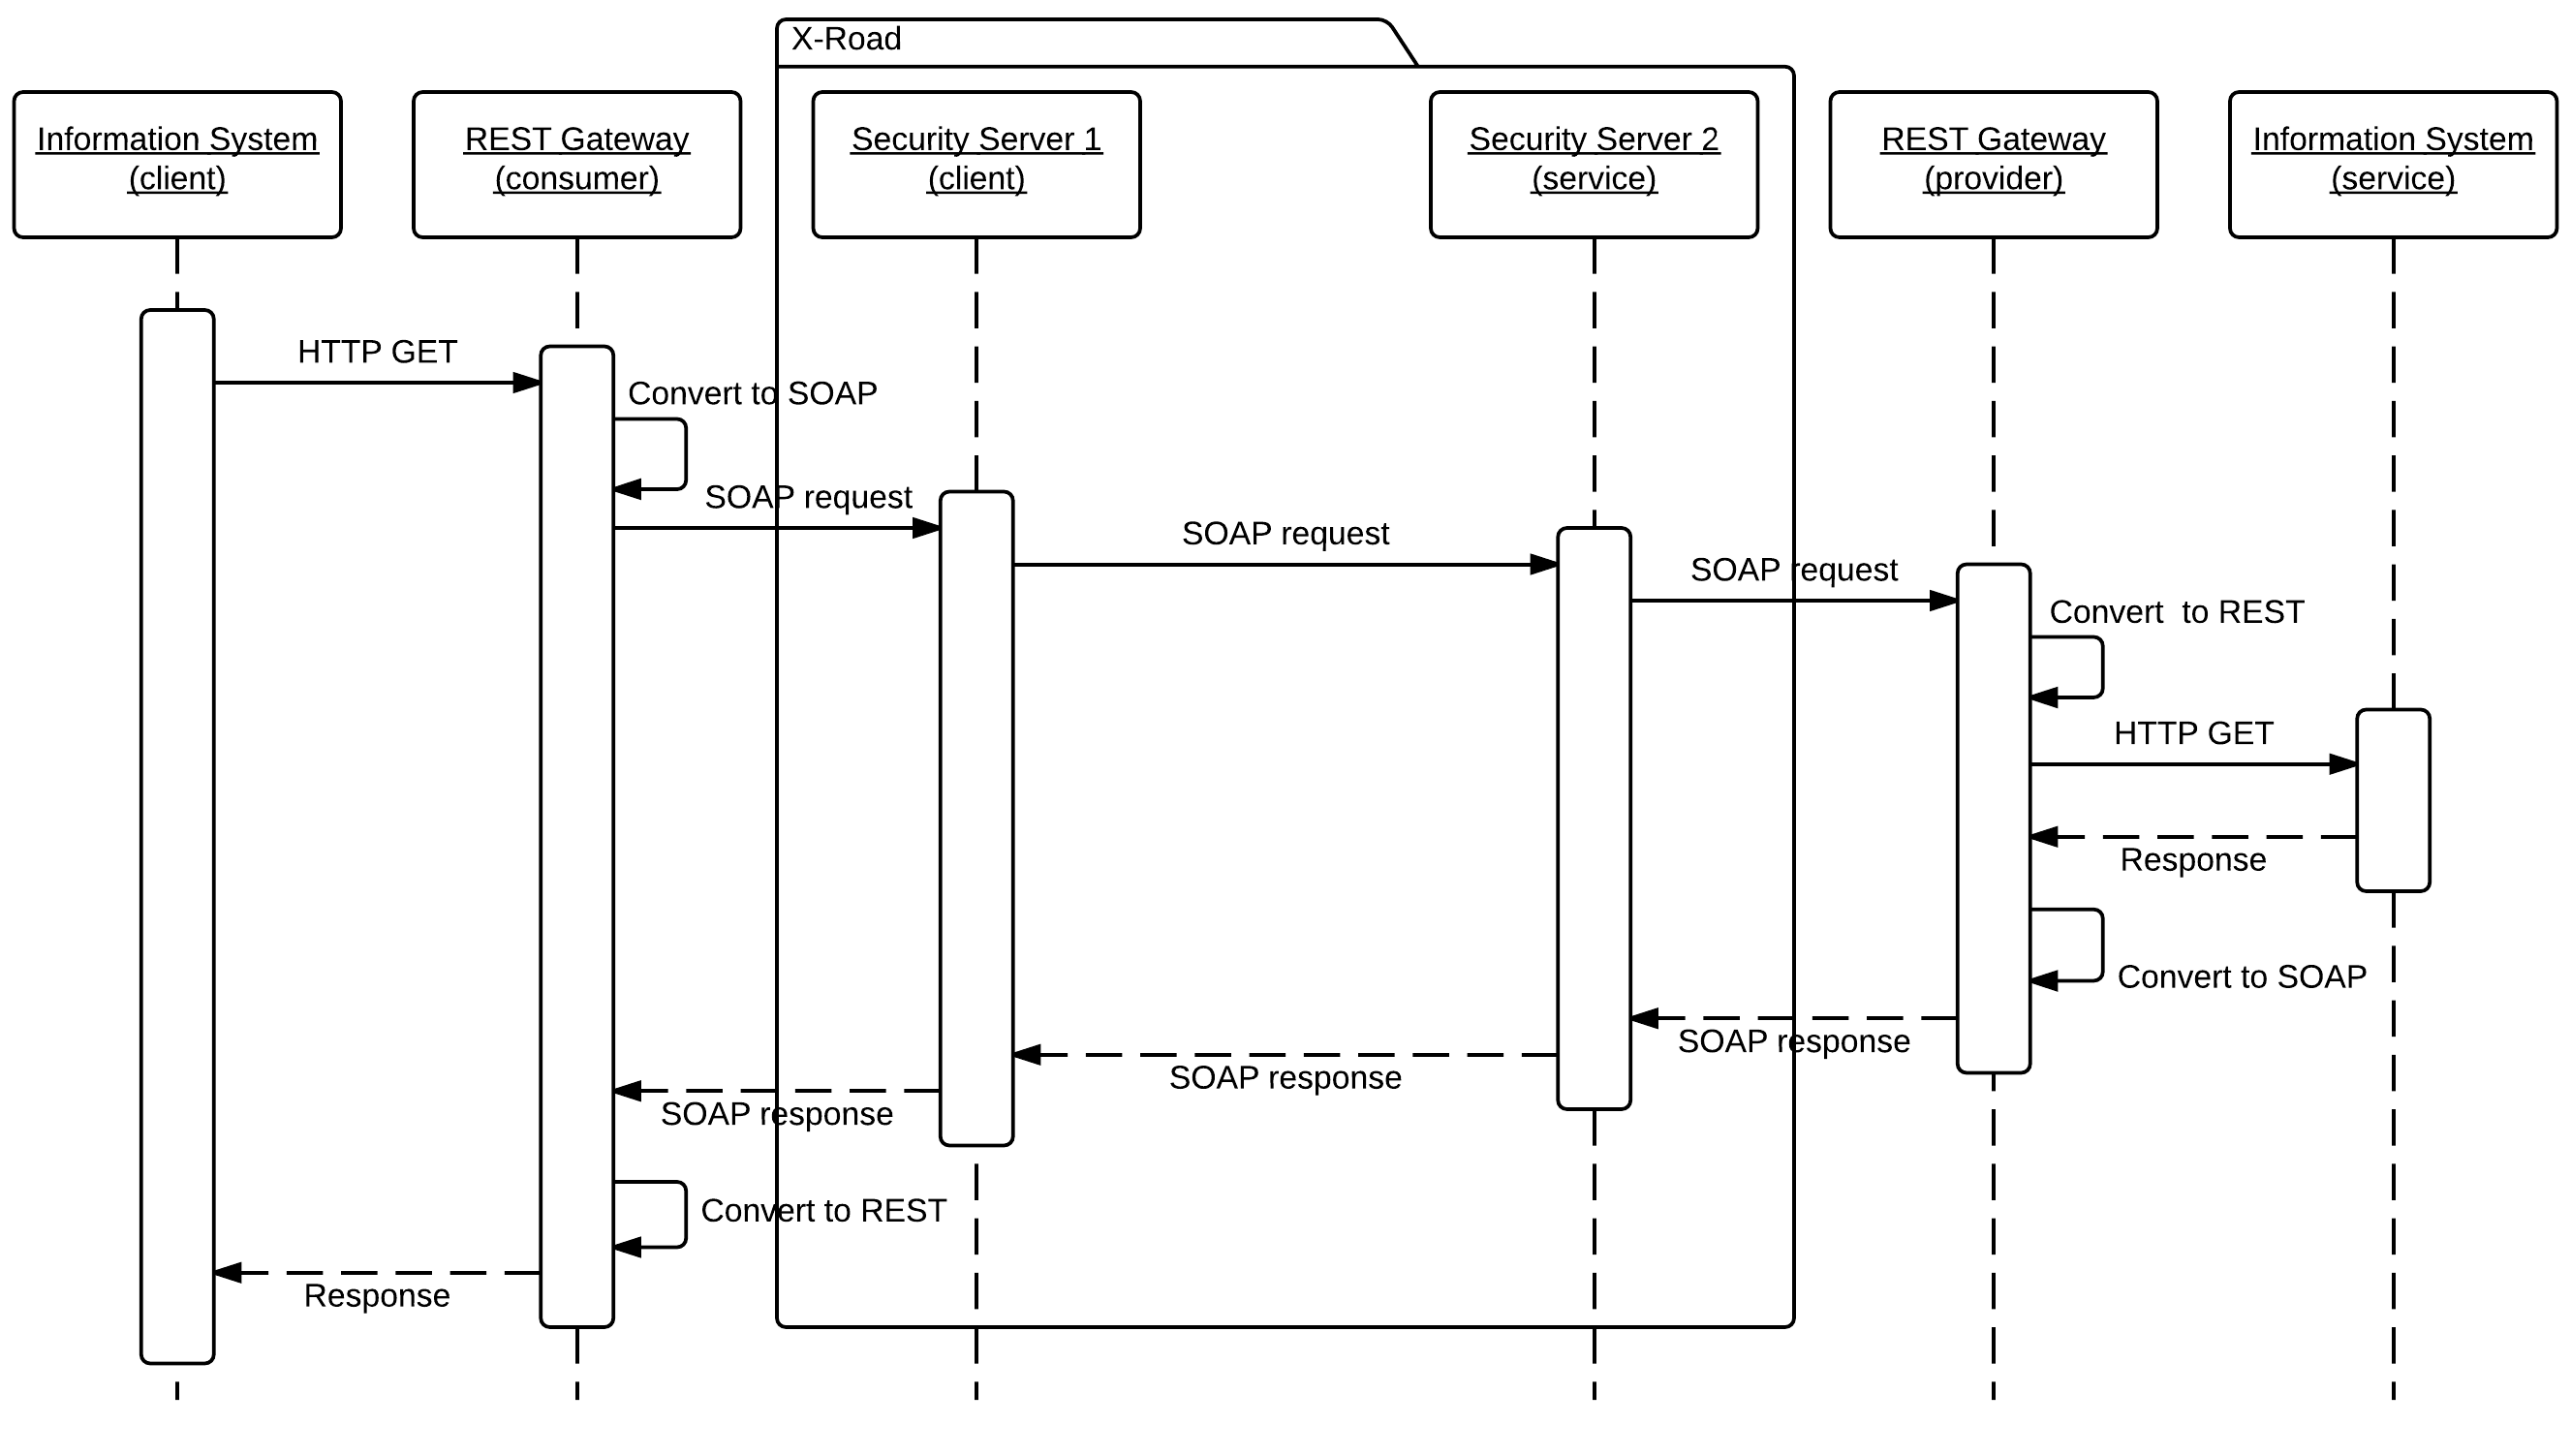 X-Road
Information System
(client)
REST Gateway
(consumer)
Security Server 1
(client)
Security Server 2
(service)
REST Gateway
(provider)
Information System
(service)
HTTP GET
Convert to SOAP
SOAP request
SOAP request
SOAP request
Convert  to REST
HTTP GET
Response
Convert to SOAP
SOAP response
SOAP response
SOAP response
Convert to REST
Response